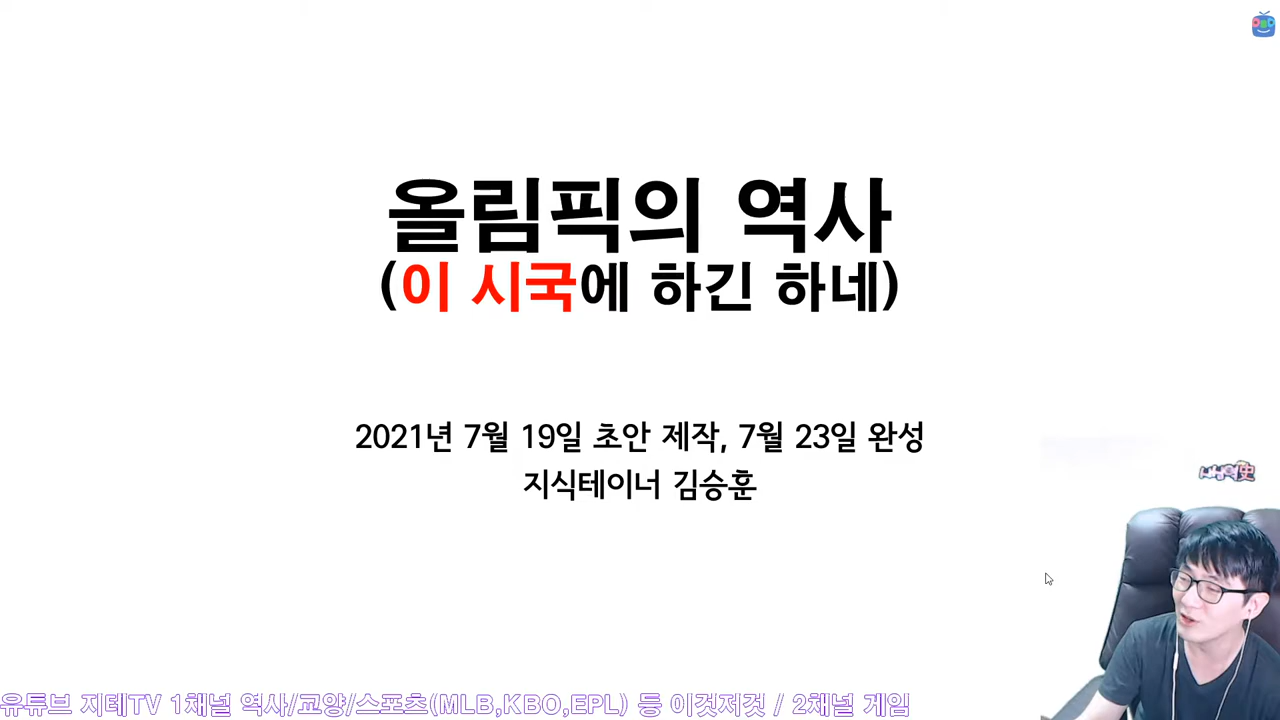 올림픽의 역사
(이 시국에 하긴 하네)
2021년 7월 19일 초안 제작, 7월 23일 완성
지식테이너 김승훈
유튜브 지테TV 1채널 역사/교양/스포츠(MLB,KBO,EPL) 등 이것저것 / 2채널 게임